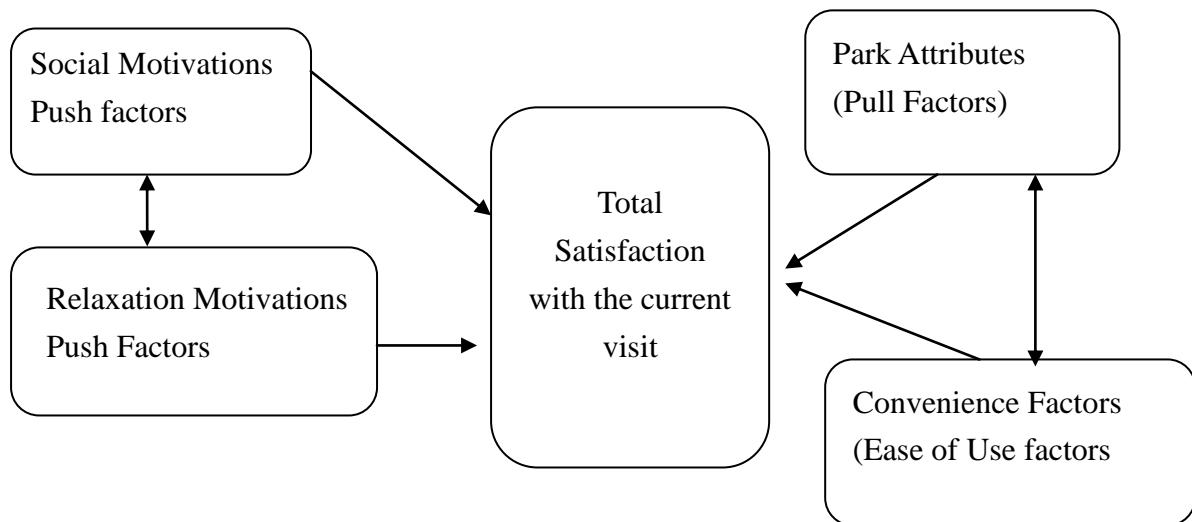 Social Motivations
Push factors
Relaxation Motivations
Push Factors
Total
Satisfaction
with the current
visit
Park Attributes
(Pull Factors)
Convenience Factors
(Ease of Use factors